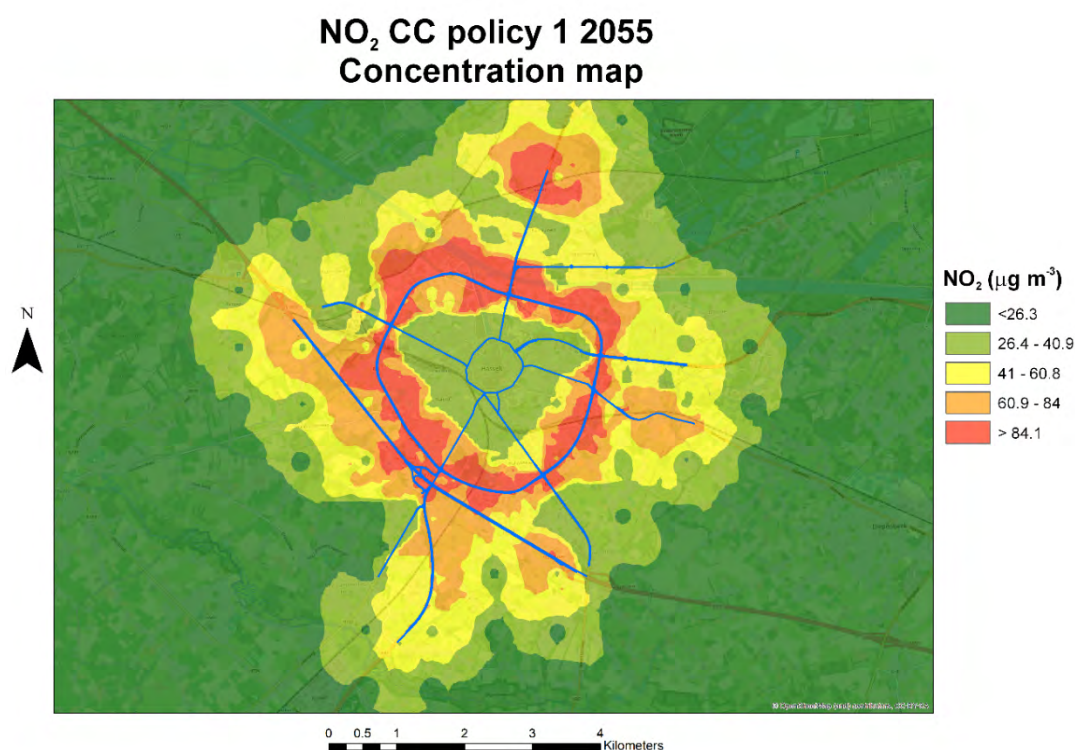 NO₂ CC policy 1 2055
Concentration map
N
NO₂ (µg m⁻³)
<26.3
26.4 - 40.9
41 - 60.8
60.9 - 84
> 84.1
0 0.5 1 2 3 4
Kilometers